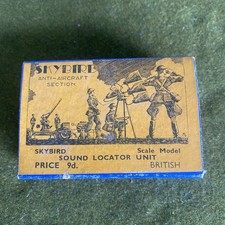 SKYBIRD
ANTI-AIRCRAFT
SECTION
SKYBIRD Scale Model
SOUND LOCATOR UNIT
PRICE 9d. BRITISH